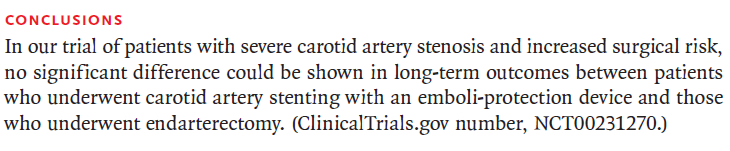 CONCLUSIONS
In our trial of patients with severe carotid artery stenosis and increased surgical risk,
no significant difference could be shown in long-term outcomes between patients
who underwent carotid artery stenting with an emboli-protection device and those
who underwent endarterectomy. (ClinicalTrials.gov number, NCT00231270.)